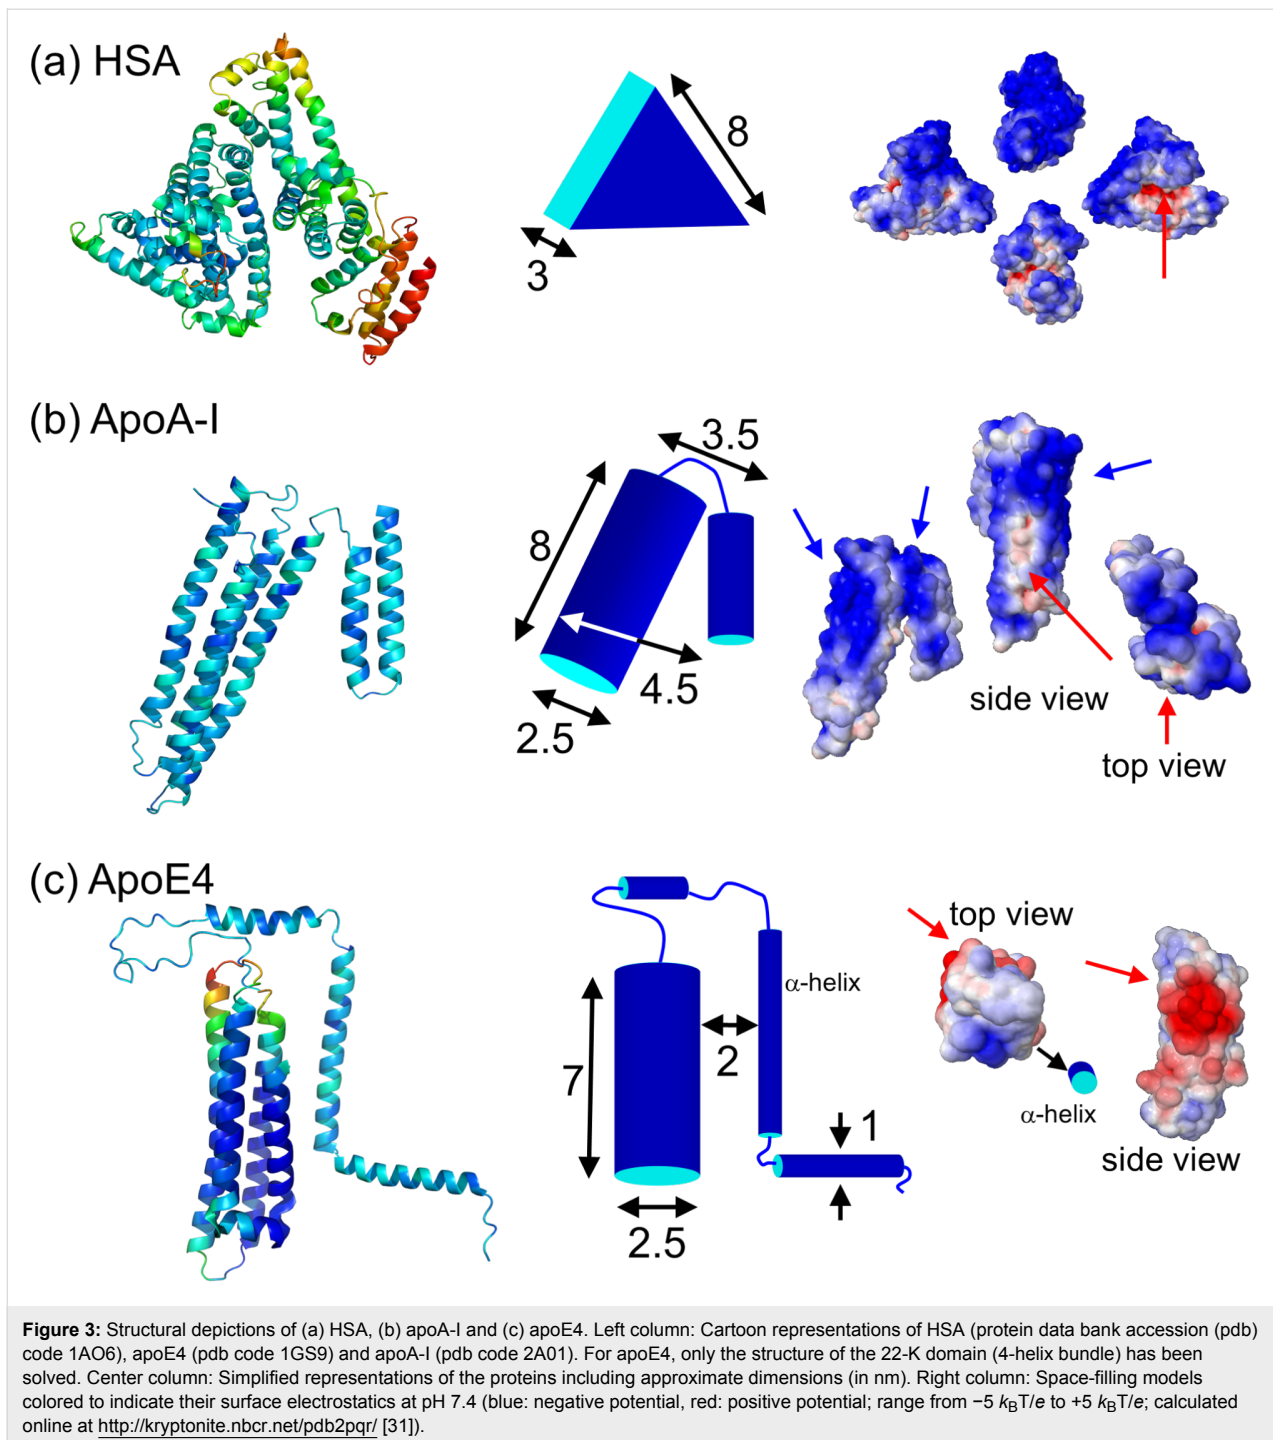 (a) HSA
8
3
(b) ApoA-I
3.5
8
4.5
2.5
side view
top view
(c) ApoE4
α-helix
7
2
1
2.5
top view
α-helix
side view
Figure 3: Structural depictions of (a) HSA, (b) apoA-I and (c) apoE4. Left column: Cartoon representations of HSA (protein data bank accession (pdb)
code 1AO6), apoE4 (pdb code 1GS9) and apoA-I (pdb code 2A01). For apoE4, only the structure of the 22-K domain (4-helix bundle) has been
solved. Center column: Simplified representations of the proteins including approximate dimensions (in nm). Right column: Space-filling models
colored to indicate their surface electrostatics at pH 7.4 (blue: negative potential, red: positive potential; range from −5 kBT/e to +5 kBT/e; calculated
online at http://kryptonite.nbcr.net/pdb2pqr/ [31]).